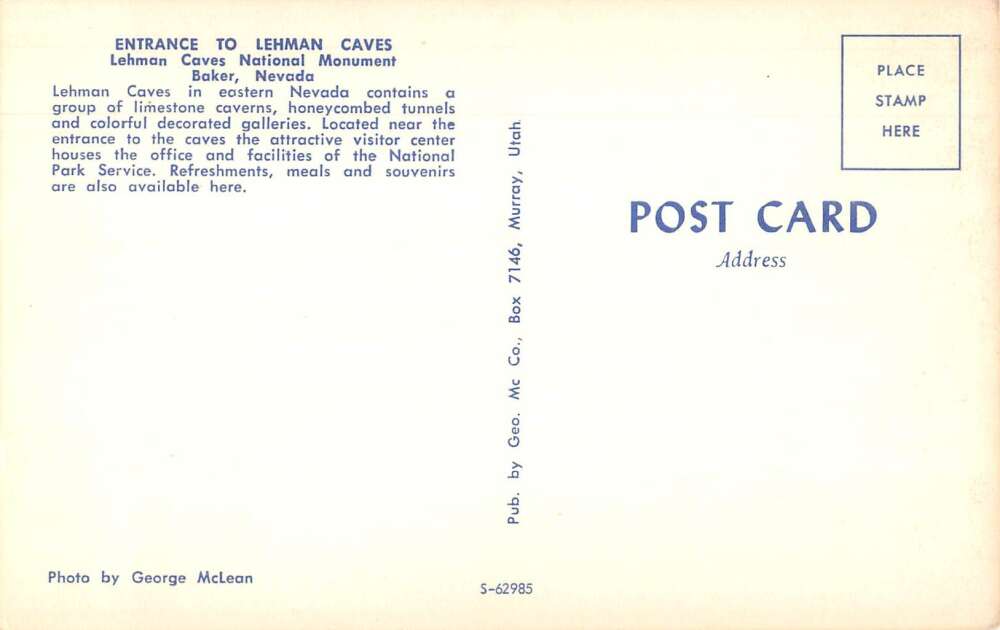 ENTRANCE TO LEHMAN CAVES
Lehman Caves National Monument
Baker, Nevada
Lehman Caves in eastern Nevada contains a
group of limestone caverns, honeycombed tunnels
and colorful decorated galleries. Located near the
entrance to the caves the attractive visitor center
houses the office and facilities of the National
Park Service. Refreshments, meals and souvenirs
are also available here.
Photo by George McLean
Pub. by Geo. Mc Co., Box 7146, Murray, Utah.
S-62985
PLACE
STAMP
HERE
POST CARD
Address